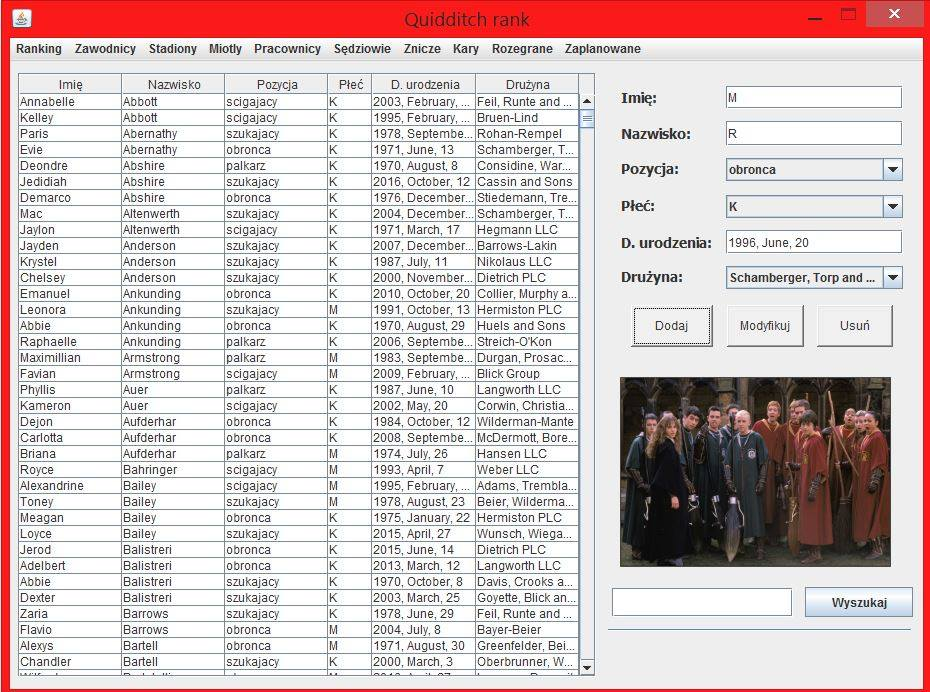 Quidditch rank
Ranking Zawodnicy Stadiony Miotly Pracownicy Sędziowie Znicze Kary Rozegrane Zaplanowane
Imię Nazwisko Pozycja Płeć D. urodzenia Drużyna
Annabelle Abbott scigajacy K 2003, February, ... Feil, Runte and ...
Kelley Abbott scigajacy K 1995, February, ... Bruen-Lind
Paris Abernathy szukajacy K 1978, Septembe... Rohan-Rempel
Evie Abernathy obronca K 1971, June, 13 Schamberger, T...
Deondre Abshire palkarz K 1970, August, 8 Considine, War...
Jedidiah Abshire szukajacy K 2016, October, 12 Cassin and Sons
Demarco Abshire obronca K 1976, December... Stiedemann, Tre...
Mac Altenwerth szukajacy K 2004, December... Schamberger, T...
Jaylon Altenwerth scigajacy K 1971, March, 17 Hegmann LLC
Jayden Anderson szukajacy K 2007, December... Barrows-Lakin
Krystel Anderson szukajacy K 1987, July, 11 Nikolaus LLC
Chelsey Anderson szukajacy K 2000, November... Dietrich PLC
Emanuel Ankunding obronca K 2010, October, 20 Collier, Murphy a...
Leonora Ankunding scigajacy M 1991, October, 13 Hermiston PLC
Abbie Ankunding obronca K 1970, August, 29 Huels and Sons
Raphaelle Ankunding palkarz K 2006, Septembe... Streich-O'Kon
Maximillian Armstrong palkarz M 1983, Septembe... Durgan, Prosac...
Favian Armstrong scigajacy M 2009, February, ... Blick Group
Phyllis Auer palkarz K 1987, June, 10 Langworth LLC
Kameron Auer scigajacy K 2002, May, 20 Corwin, Christia...
Dejon Aufderhar obronca K 1984, October, 12 Wilderman-Mante
Carlotta Aufderhar obronca K 2008, Septembe... McDermott, Bore...
Briana Aufderhar palkarz M 1974, July, 26 Hansen LLC
Royce Bahringer scigajacy M 1993, April, 7 Weber LLC
Alexandrine Bailey scigajacy M 1995, February, ... Adams, Trembla...
Toney Bailey szukajacy M 1978, August, 23 Beier, Wilderma...
Meagan Bailey obronca K 1975, January, 22 Hermiston PLC
Loyce Bailey szukajacy K 2015, April, 27 Wunsch, Wiega...
Jerod Balistreri obronca K 2015, June, 14 Dietrich PLC
Adelbert Balistreri obronca K 2013, March, 12 Langworth LLC
Abbie Balistreri szukajacy K 1970, October, 8 Davis, Crooks a...
Dexter Balistreri szukajacy K 2003, March, 25 Goyette, Blick an...
Zaria Barrows szukajacy K 1978, June, 29 Feil, Runte and ...
Flavio Barrows obronca M 2004, July, 8 Bayer-Beier
Alexys Bartell obronca M 1971, August, 30 Greenfelder, Bei...
Chandler Bartell szukajacy K 2000, March, 3 Oberbrunner, W...
Imię: M
Nazwisko: R
Pozycja: obronca
Płeć: K
D. urodzenia: 1996, June, 20
Drużyna: Schamberger, Torp and ...
Dodaj Modyfikuj Usuń
Wyszukaj